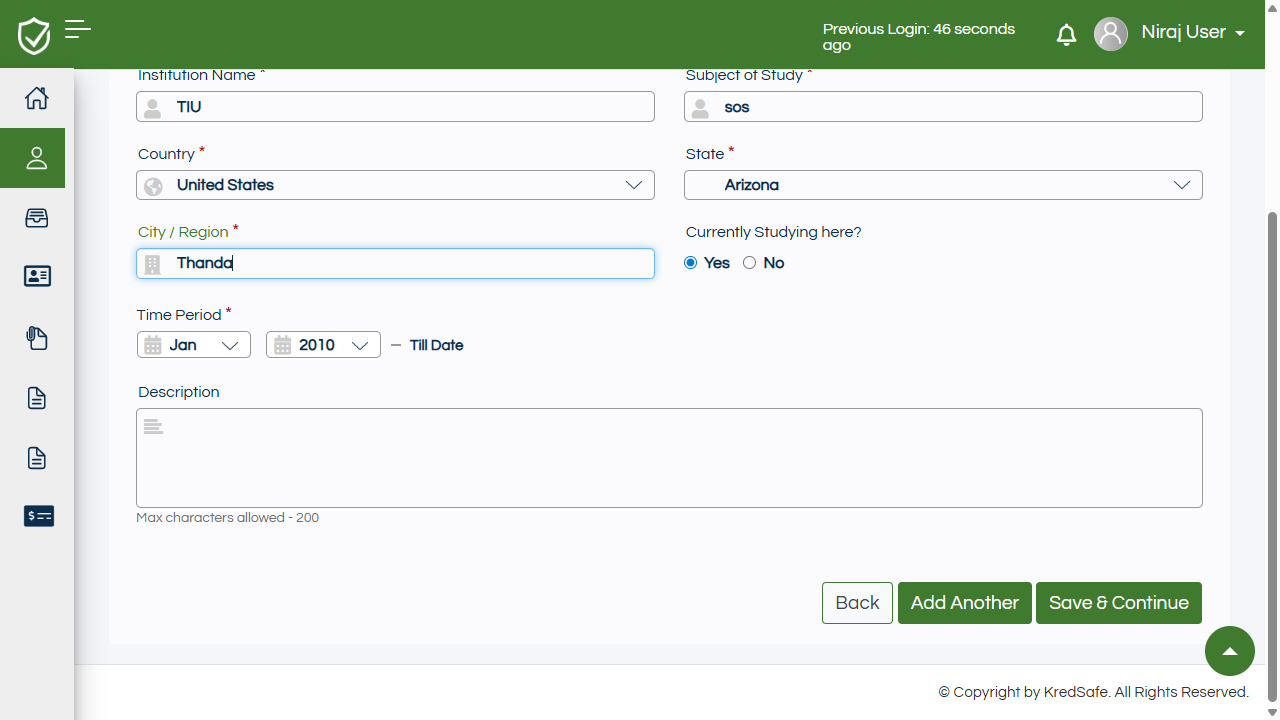 Previous Login: 46 seconds
ago
Niraj User
Institution Name *
Subject of Study *
TIU
sos
Country *
State *
United States
Arizona
City / Region *
Currently Studying here?
Thanda
Yes
No
Time Period *
Jan
2010
– Till Date
Description
Max characters allowed - 200
Back
Add Another
Save & Continue
© Copyright by KredSafe. All Rights Reserved.